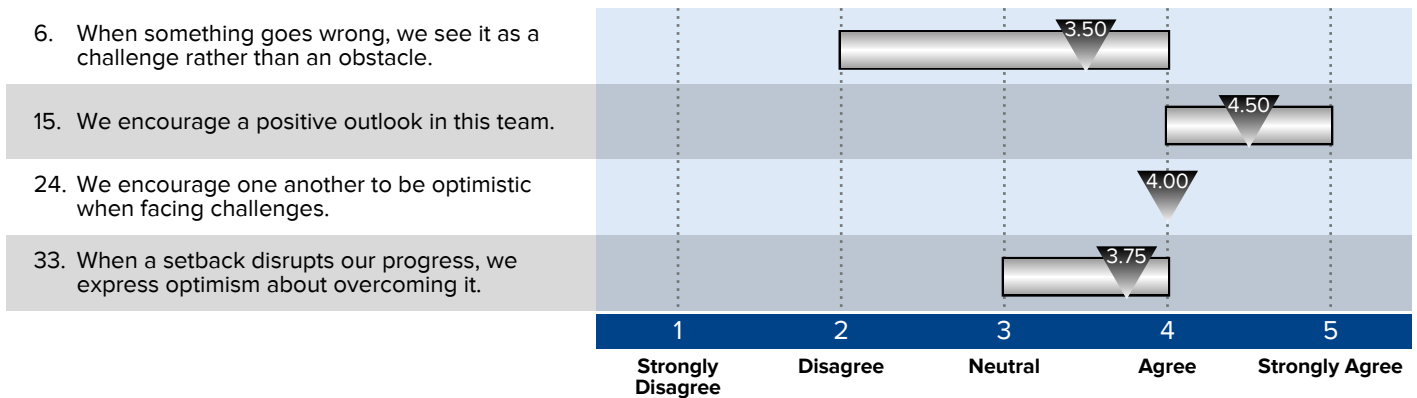 6. When something goes wrong, we see it as a
challenge rather than an obstacle.
3.50
15. We encourage a positive outlook in this team.
4.50
24. We encourage one another to be optimistic
when facing challenges.
4.00
33. When a setback disrupts our progress, we
express optimism about overcoming it.
3.75
1 2 3 4 5
Strongly Disagree Neutral Agree Strongly Agree
Disagree